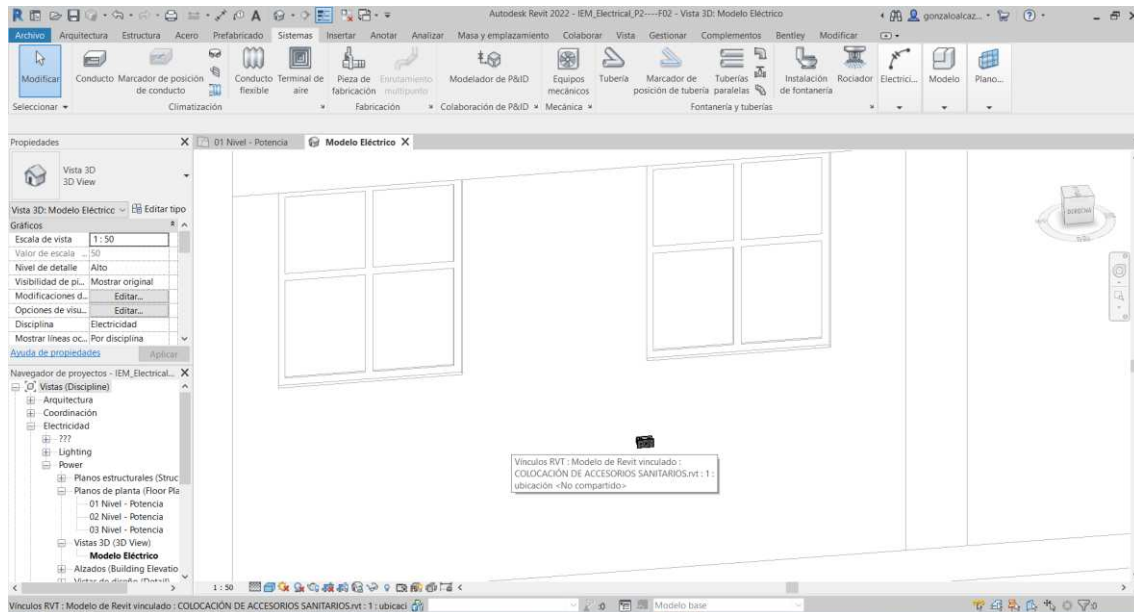 Autodesk Revit 2022 - IEM_Electrical_P2----F02 - Vista 3D: Modelo Eléctrico
gonzaloalcaz...
Archivo Arquitectura Estructura Acero Prefabricado Sistemas Insertar Anotar Analizar Masa y emplazamiento Colaborar Vista Gestionar Complementos Bentley Modificar
Modificar Conducto Marcador de posición de conducto Conducto flexible Terminal de aire Pieza de fabricación Enrutamiento multipunto Modelador de P&ID Equipos mecánicos Tubería Marcador de posición de tubería Tuberías paralelas Instalación de fontanería Rociador Electrici... Modelo Plano...
Seleccionar Climatización Fabricación Colaboración de P&ID Mecánica Fontanería y tuberías
Propiedades X 01 Nivel - Potencia Modelo Eléctrico X
Vista 3D
3D View
Vista 3D: Modelo Eléctrico Editar tipo
Gráficos
Escala de vista 1 : 50
Valor de escala ... 50
Nivel de detalle Alto
Visibilidad de pi... Mostrar original
Modificaciones d... Editar...
Opciones de visu... Editar...
Disciplina Electricidad
Mostrar líneas oc... Por disciplina
Ayuda de propiedades Aplicar
Navegador de proyectos - IEM_Electrical... X
Vistas (Discipline)
Arquitectura
Coordinación
Electricidad
???
Lighting
Power
Planos estructurales (Struc
Planos de planta (Floor Pla
01 Nivel - Potencia
02 Nivel - Potencia
03 Nivel - Potencia
Vistas 3D (3D View)
Modelo Eléctrico
Alzados (Building Elevatio
Vistas de diseño (Detail)
DERECHA
Vínculos RVT : Modelo de Revit vinculado :
COLOCACIÓN DE ACCESORIOS SANITARIOS.rvt : 1 :
ubicación <No compartido>
1 : 50
Vínculos RVT : Modelo de Revit vinculado : COLOCACIÓN DE ACCESORIOS SANITARIOS.rvt : 1 : ubicaci :0 Modelo base :0